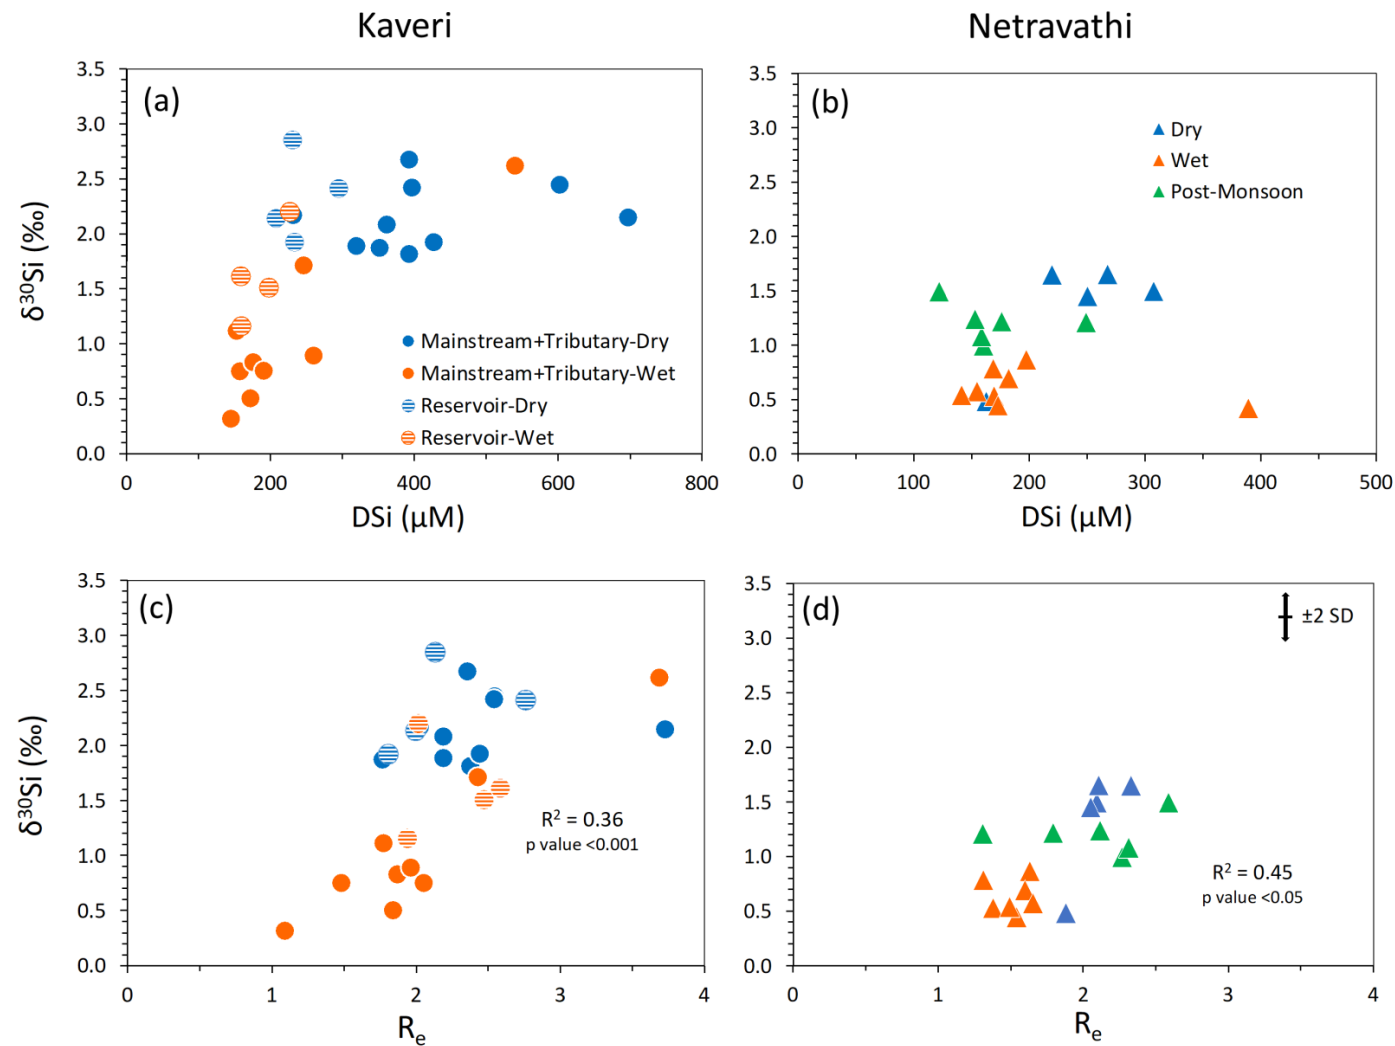 Kaveri
Netravathi
(a)
3.5
3.0
2.5
2.0
1.5
1.0
0.5
0.0
δ³⁰Si (‰)
Mainstream+Tributary-Dry
Mainstream+Tributary-Wet
Reservoir-Dry
Reservoir-Wet
0 200 400 600 800
DSi (µM)
(b)
3.5
3.0
2.5
2.0
1.5
1.0
0.5
0.0
Dry
Wet
Post-Monsoon
0 100 200 300 400 500
DSi (µM)
(c)
3.5
3.0
2.5
2.0
1.5
1.0
0.5
0.0
δ³⁰Si (‰)
R² = 0.36
p value <0.001
0 1 2 3 4
Rₑ
(d)
3.5
3.0
2.5
2.0
1.5
1.0
0.5
0.0
±2 SD
R² = 0.45
p value <0.05
0 1 2 3 4
Rₑ